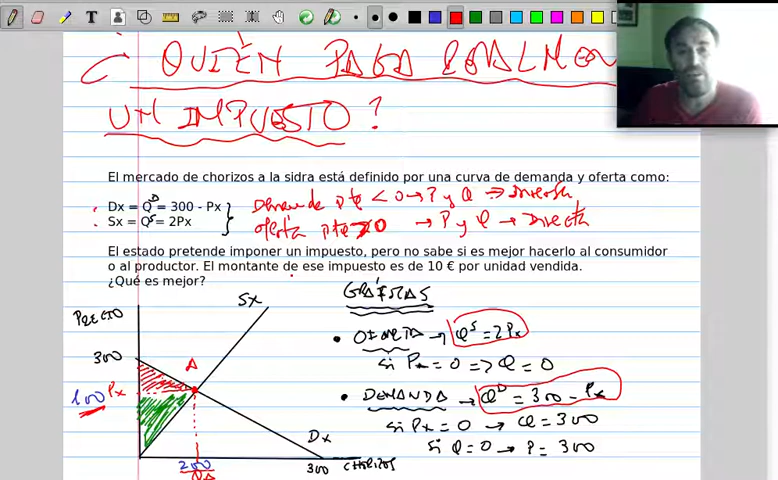 ¿ QUIÉN PAGA REALMEN
UN IMPUESTO?
El mercado de chorizos a la sidra está definido por una curva de demanda y oferta como:
Dx = Q^D = 300 - Px
Sx = Q^S = 2Px
Demanda pte < 0 → P y Q ⇒ Inversa
oferta pte > 0 → P y Q → Directa
El estado pretende imponer un impuesto, pero no sabe si es mejor hacerlo al consumidor
o al productor. El montante de ese impuesto es de 10 € por unidad vendida.
¿Qué es mejor?
PRECIO
300
100 Px
Sx
A
Dx
200
QA
300
CHORIZOS
GRÁFICAS
• OFERTA → Q^S = 2Px
si Px = 0 => Q = 0
• DEMANDA → Q^D = 300 - Px
si Px = 0 → Q = 300
si Q = 0 → P = 300